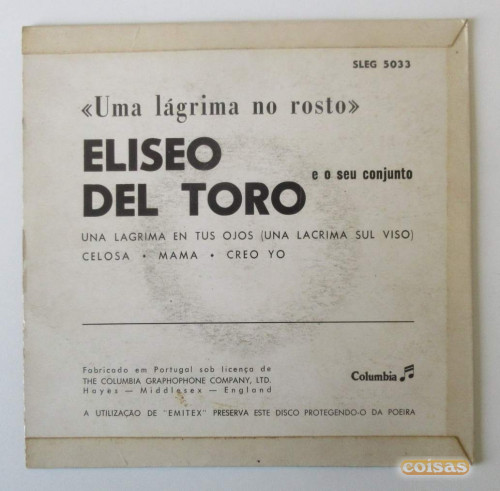 SLEG 5033
«Uma lágrima no rosto»
ELISEO
DEL TORO e o seu conjunto
UNA LAGRIMA EN TUS OJOS (UNA LACRIMA SUL VISO)
CELOSA • MAMA • CREO YO
Fabricado em Portugal sob licença de
THE COLUMBIA GRAPHOPHONE COMPANY, LTD.
Hayes — Middlesex — England
Columbia
A UTILIZAÇÃO DE "EMITEX" PRESERVA ESTE DISCO PROTEGENDO-O DA POEIRA
coisas